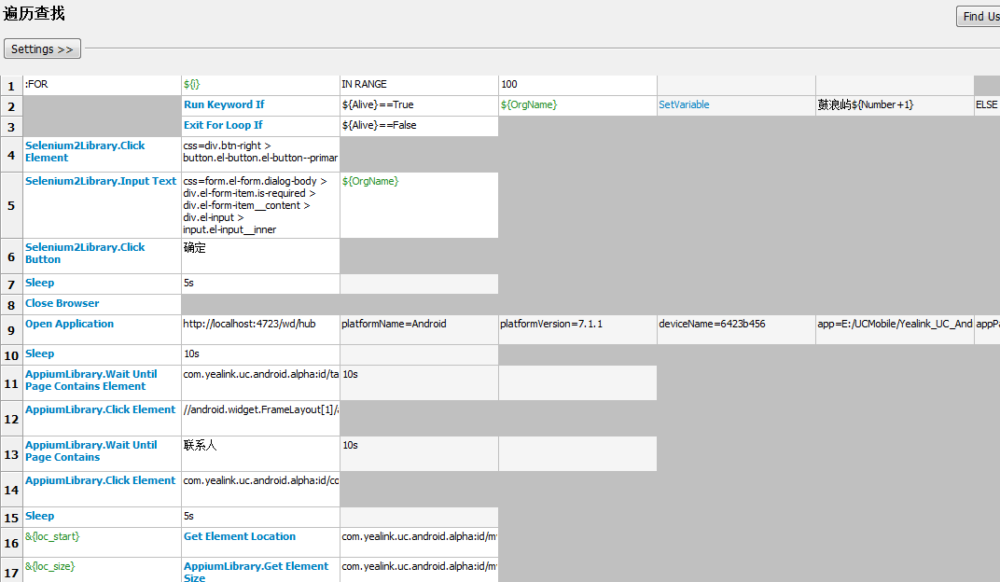 遍历查找
Find Us
Settings >>
1 :FOR ${i} IN RANGE 100
2 Run Keyword If ${Alive}==True ${OrgName} SetVariable 鼓浪屿${Number+1} ELSE
3 Exit For Loop If ${Alive}==False
4 Selenium2Library.Click Element css=div.btn-right > button.el-button.el-button--primar
5 Selenium2Library.Input Text css=form.el-form.dialog-body > div.el-form-item.is-required > div.el-form-item__content > div.el-input > input.el-input__inner ${OrgName}
6 Selenium2Library.Click Button 确定
7 Sleep 5s
8 Close Browser
9 Open Application http://localhost:4723/wd/hub platformName=Android platformVersion=7.1.1 deviceName=6423b456 app=E:/UCMobile/Yealink_UC_And appPa
10 Sleep 10s
11 AppiumLibrary.Wait Until Page Contains Element com.yealink.uc.android.alpha:id/ta 10s
12 AppiumLibrary.Click Element //android.widget.FrameLayout[1]/
13 AppiumLibrary.Wait Until Page Contains 联系人 10s
14 AppiumLibrary.Click Element com.yealink.uc.android.alpha:id/co
15 Sleep 5s
16 &{loc_start} Get Element Location com.yealink.uc.android.alpha:id/m
17 &{loc_size} AppiumLibrary.Get Element Size com.yealink.uc.android.alpha:id/m